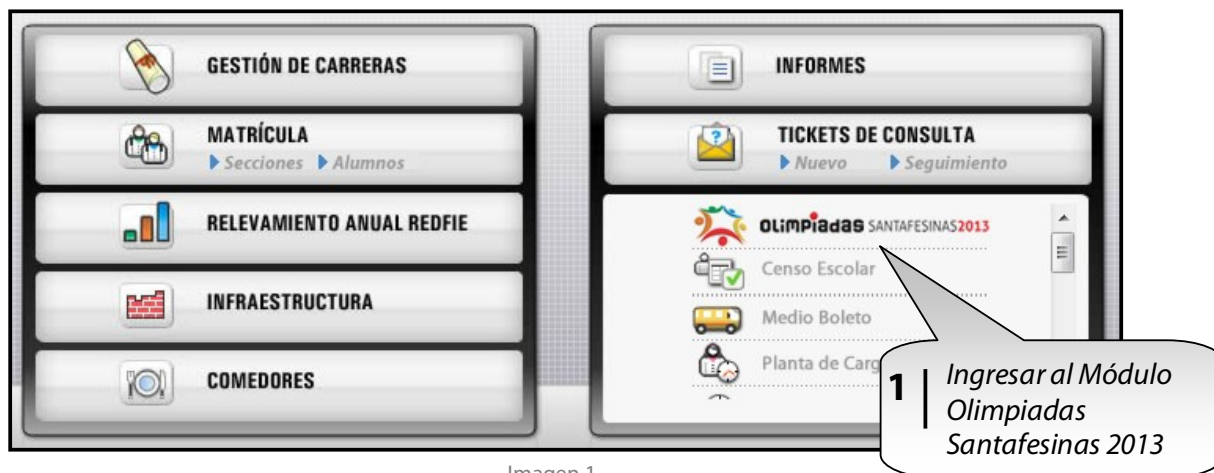 GESTIÓN DE CARRERAS
MATRÍCULA
Secciones Alumnos
RELEVAMIENTO ANUAL REDFIE
INFRAESTRUCTURA
COMEDORES
INFORMES
TICKETS DE CONSULTA
Nuevo Seguimiento
OLIMPIADAS SANTAFESINAS2013
Censo Escolar
Medio Boleto
Planta de Carg
1 Ingresar al Módulo
Olimpiadas
Santafesinas 2013
Imagen 1